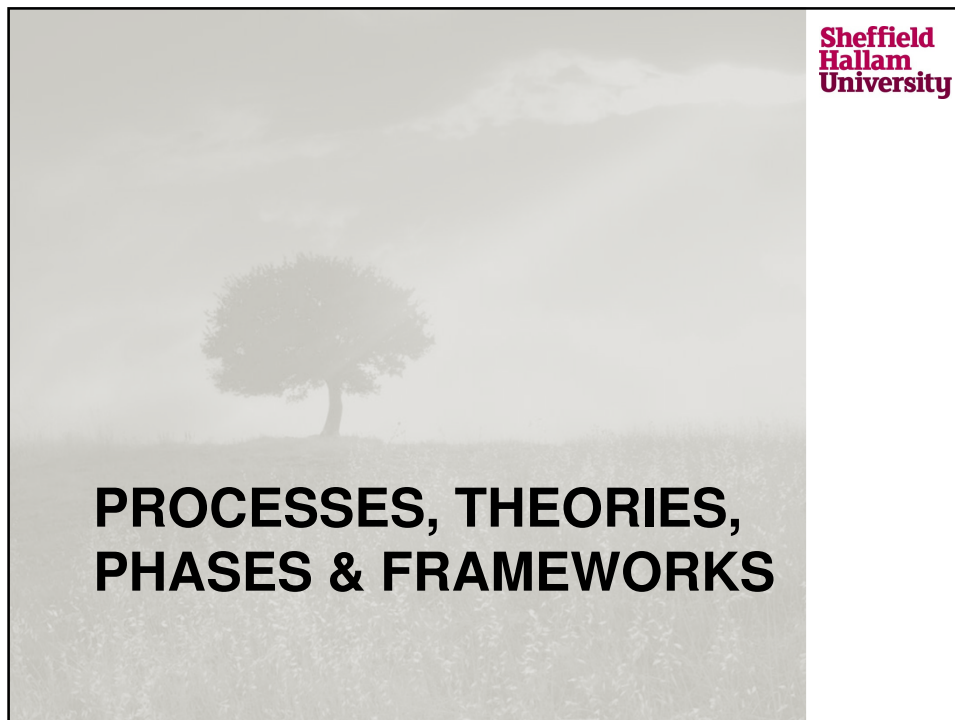 Sheffield
Hallam
University
PROCESSES, THEORIES,
PHASES & FRAMEWORKS